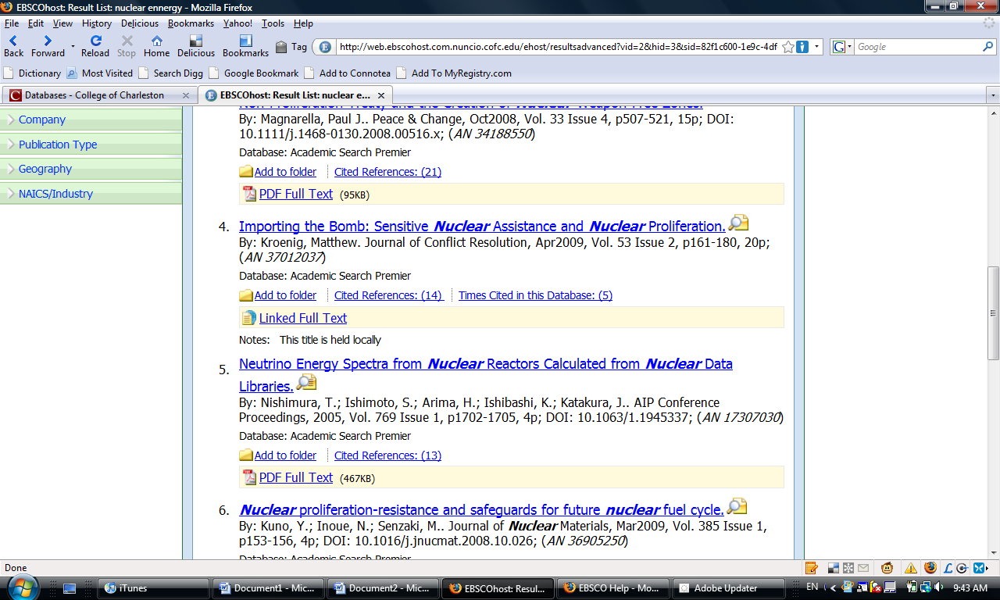 EBSCOhost: Result List: nuclear ennergy - Mozilla Firefox
File Edit View History Delicious Bookmarks Yahoo! Tools Help
Back Forward Reload Stop Home Delicious Bookmarks Tag http://web.ebscohost.com.nuncio.cofc.edu/ehost/resultsadvanced?vid=2&hid=3&sid=82f1c600-1e9c-4df Google
Dictionary Most Visited Search Digg Google Bookmark Add to Connotea Add To MyRegistry.com
Databases - College of Charleston EBSCOhost: Result List: nuclear e...
Company
Publication Type
Geography
NAICS/Industry
Non-Proliferation Treaty and the Creation of Nuclear Weapon Free Zones.
By: Magnarella, Paul J.. Peace & Change, Oct2008, Vol. 33 Issue 4, p507-521, 15p; DOI:
10.1111/j.1468-0130.2008.00516.x; (AN 34188550)
Database: Academic Search Premier
Add to folder Cited References: (21)
PDF Full Text (95KB)
4. Importing the Bomb: Sensitive Nuclear Assistance and Nuclear Proliferation.
By: Kroenig, Matthew. Journal of Conflict Resolution, Apr2009, Vol. 53 Issue 2, p161-180, 20p;
(AN 37012037)
Database: Academic Search Premier
Add to folder Cited References: (14) Times Cited in this Database: (5)
Linked Full Text
Notes: This title is held locally
5. Neutrino Energy Spectra from Nuclear Reactors Calculated from Nuclear Data
Libraries.
By: Nishimura, T.; Ishimoto, S.; Arima, H.; Ishibashi, K.; Katakura, J.. AIP Conference
Proceedings, 2005, Vol. 769 Issue 1, p1702-1705, 4p; DOI: 10.1063/1.1945337; (AN 17307030)
Database: Academic Search Premier
Add to folder Cited References: (13)
PDF Full Text (467KB)
6. Nuclear proliferation-resistance and safeguards for future nuclear fuel cycle.
By: Kuno, Y.; Inoue, N.; Senzaki, M.. Journal of Nuclear Materials, Mar2009, Vol. 385 Issue 1,
p153-156, 4p; DOI: 10.1016/j.jnucmat.2008.10.026; (AN 36905250)
Database: Academic Search Premier
Done
iTunes Document1 - Mic... Document2 - Mic... EBSCOhost: Resul... EBSCO Help - Mo... Adobe Updater EN 9:43 AM